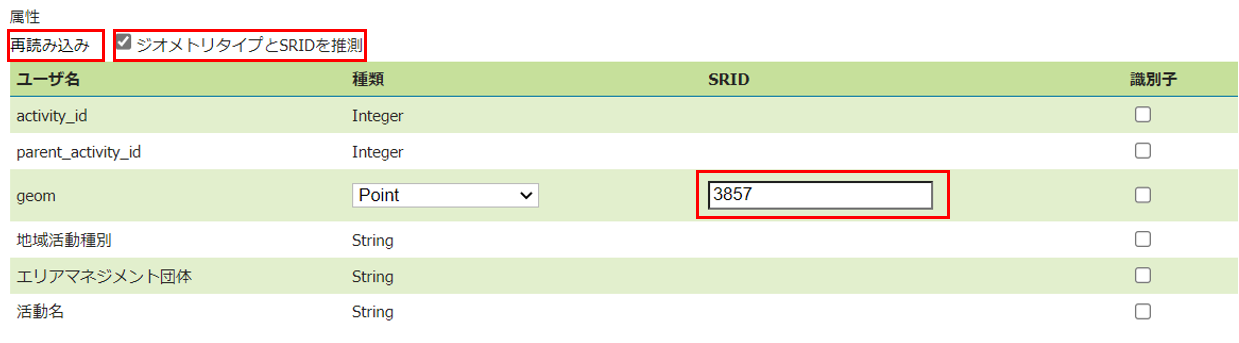 属性
再読み込み ジオメトリタイプとSRIDを推測
ユーザ名 種類 SRID 識別子
activity_id Integer
parent_activity_id Integer
geom Point 3857
地域活動種別 String
エリアマネジメント団体 String
活動名 String